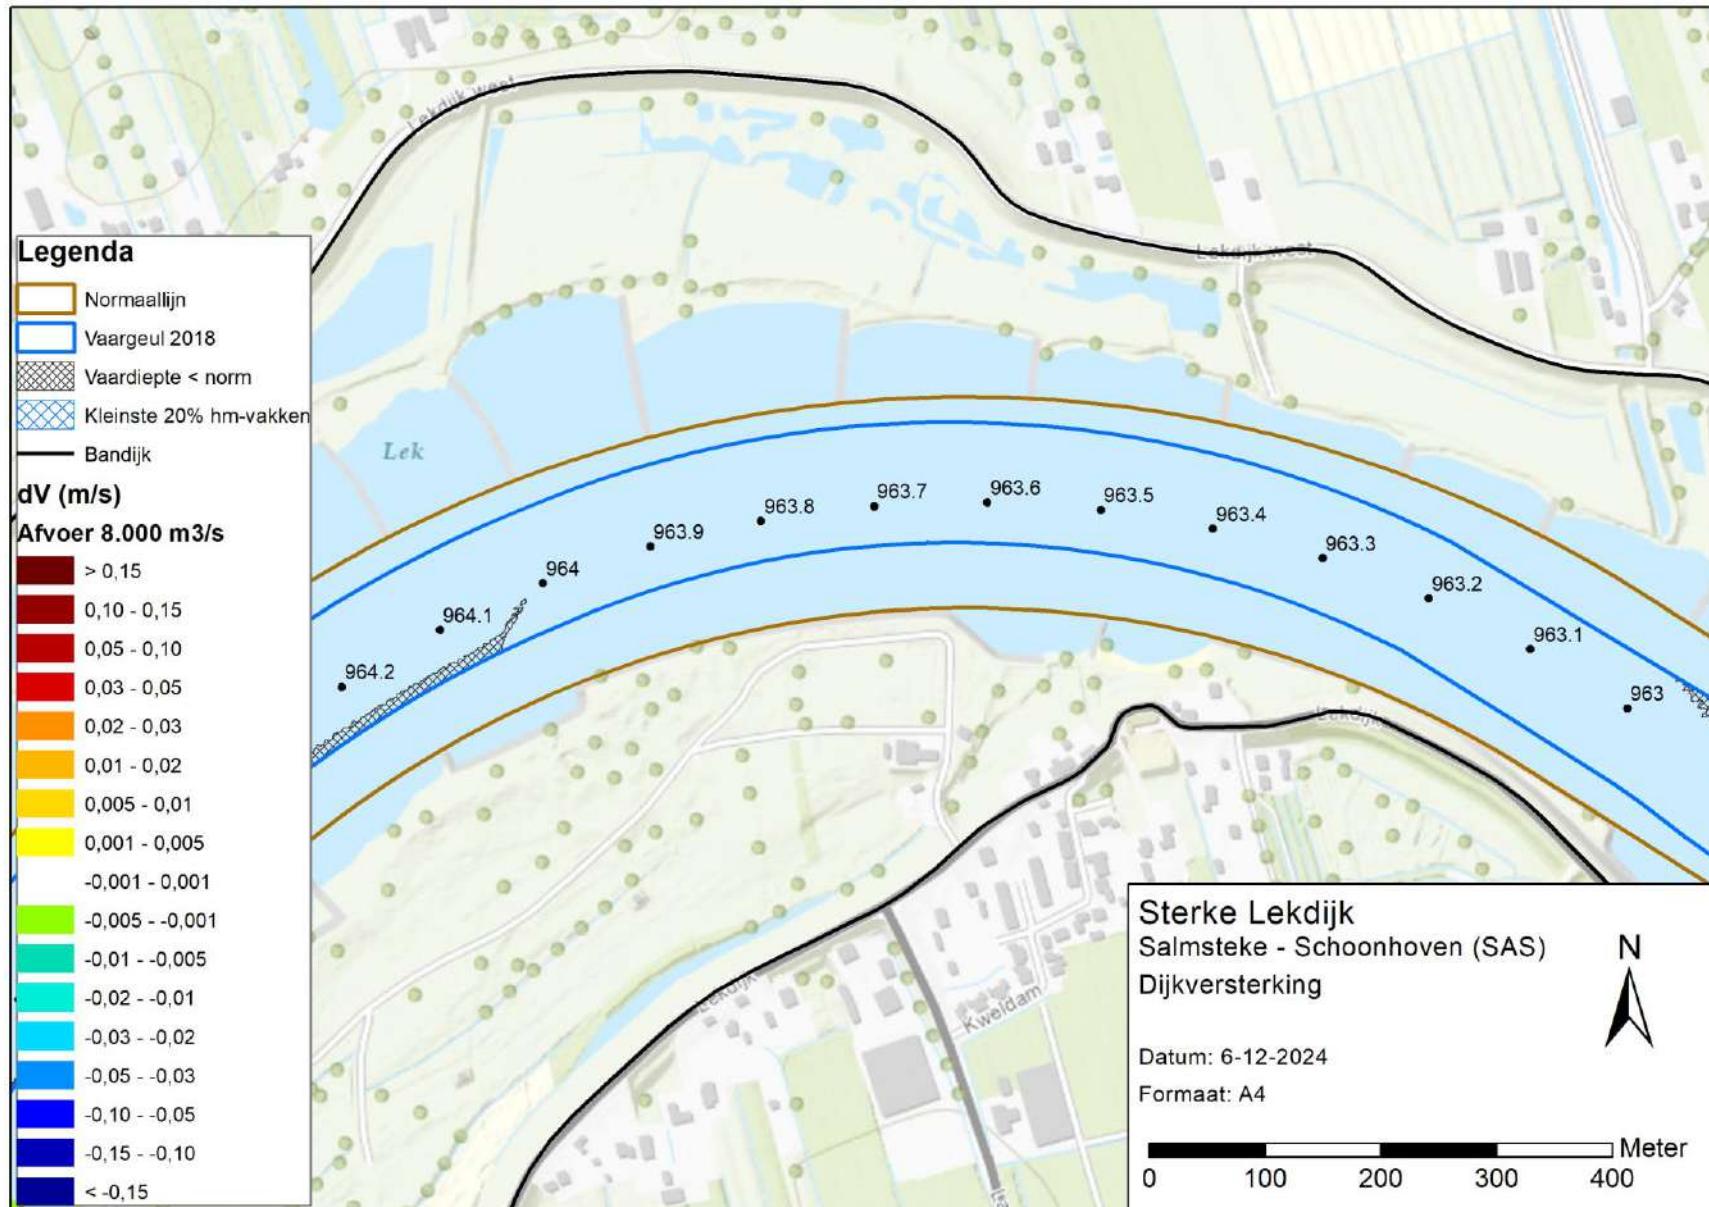 Lekdijk west
Lekdijk west
Legenda
Normaallijn
Vaargeul 2018
Vaardiepte < norm
Kleinste 20% hm-vakken
Bandijk
dV (m/s)
Afvoer 8.000 m3/s
> 0,15
0,10 - 0,15
0,05 - 0,10
0,03 - 0,05
0,02 - 0,03
0,01 - 0,02
0,005 - 0,01
0,001 - 0,005
-0,001 - 0,001
-0,005 - -0,001
-0,01 - -0,005
-0,02 - -0,01
-0,03 - -0,02
-0,05 - -0,03
-0,10 - -0,05
-0,15 - -0,10
< -0,15
Lek
964.2
964.1
964
963.9
963.8
963.7
963.6
963.5
963.4
963.3
963.2
963.1
963
Lekdijk
Lekdijk
Kweldam
Sterke Lekdijk
Salmsteke - Schoonhoven (SAS)
Dijkversterking
N
Datum: 6-12-2024
Formaat: A4
Meter
0 100 200 300 400